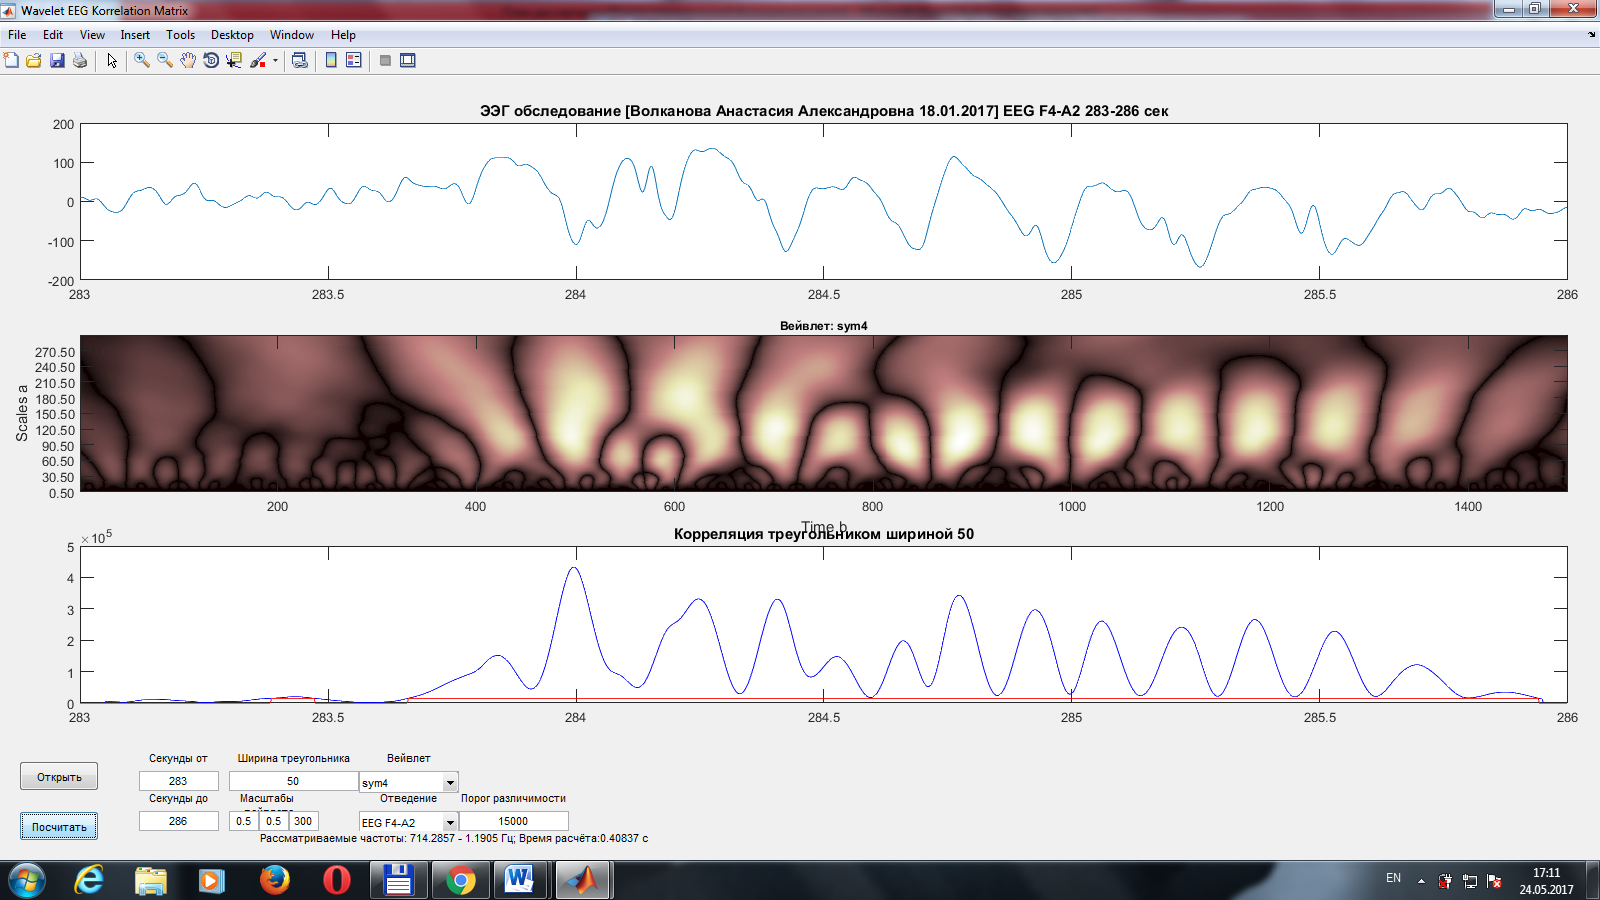 Wavelet EEG Korrelation Matrix
File Edit View Insert Tools Desktop Window Help
ЭЭГ обследование [Волканова Анастасия Александровна 18.01.2017] EEG F4-A2 283-286 сек
200
100
0
-100
-200
283 283.5 284 284.5 285 285.5 286
Вейвлет: sym4
Scales a
270.50
240.50
210.50
180.50
150.50
120.50
90.50
60.50
30.50
0.50
200 400 600 800 1000 1200 1400
Time b
Корреляция треугольником шириной 50
×10^5
5
4
3
2
1
0
283 283.5 284 284.5 285 285.5 286
Секунды от Ширина треугольника Вейвлет
Открыть 283 50 sym4
Секунды до Масштабы Отведение Порог различимости
Посчитать 286 0.5 0.5 300 EEG F4-A2 15000
Рассматриваемые частоты: 714.2857 - 1.1905 Гц; Время расчёта:0.40837 с
EN 17:11
24.05.2017